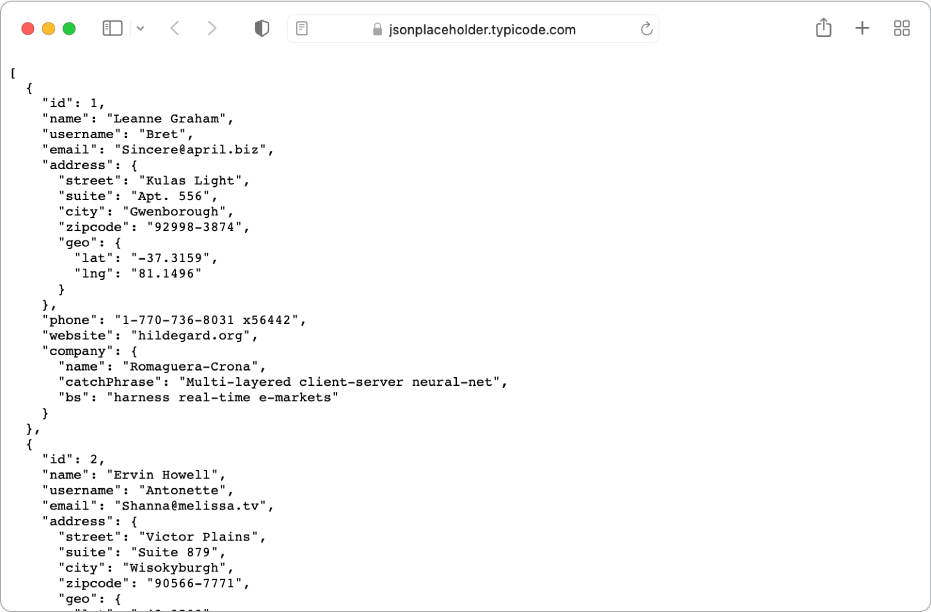 jsonplaceholder.typicode.com
[
  {
    "id": 1,
    "name": "Leanne Graham",
    "username": "Bret",
    "email": "Sincere@april.biz",
    "address": {
      "street": "Kulas Light",
      "suite": "Apt. 556",
      "city": "Gwenborough",
      "zipcode": "92998-3874",
      "geo": {
        "lat": "-37.3159",
        "lng": "81.1496"
      }
    },
    "phone": "1-770-736-8031 x56442",
    "website": "hildegard.org",
    "company": {
      "name": "Romaguera-Crona",
      "catchPhrase": "Multi-layered client-server neural-net",
      "bs": "harness real-time e-markets"
    }
  },
  {
    "id": 2,
    "name": "Ervin Howell",
    "username": "Antonette",
    "email": "Shanna@melissa.tv",
    "address": {
      "street": "Victor Plains",
      "suite": "Suite 879",
      "city": "Wisokyburgh",
      "zipcode": "90566-7771",
      "geo": {